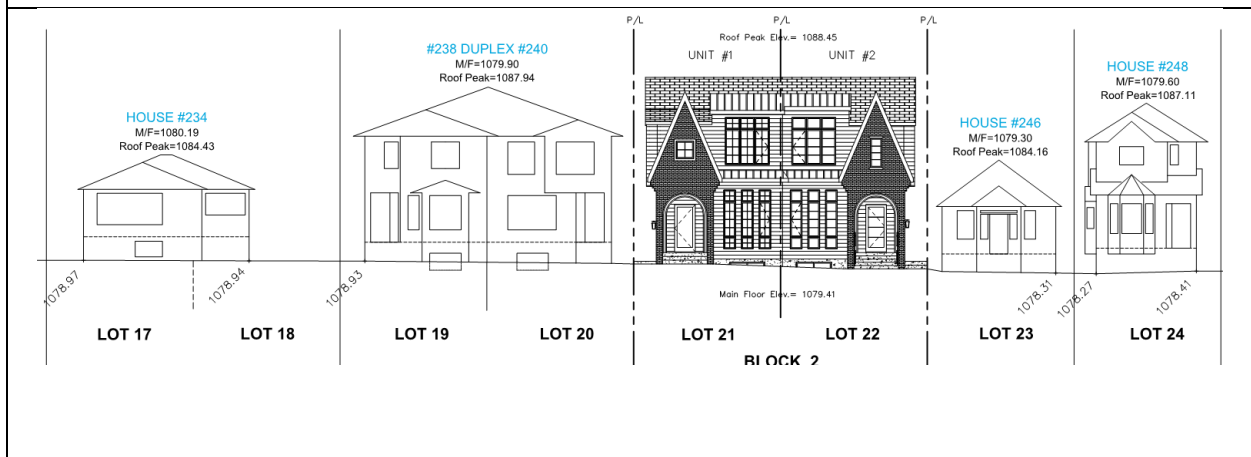 P/L
P/L
P/L
Roof Peak Elev.= 1088.45
UNIT #1
UNIT #2
#238 DUPLEX #240
M/F=1079.90
Roof Peak=1087.94
HOUSE #248
M/F=1079.60
Roof Peak=1087.11
HOUSE #234
M/F=1080.19
Roof Peak=1084.43
HOUSE #246
M/F=1079.30
Roof Peak=1084.16
1078.97
1078.94
1078.93
Main Floor Elev.= 1079.41
1078.31
1078.27
1078.41
LOT 17
LOT 18
LOT 19
LOT 20
LOT 21
LOT 22
LOT 23
LOT 24
BLOCK 2